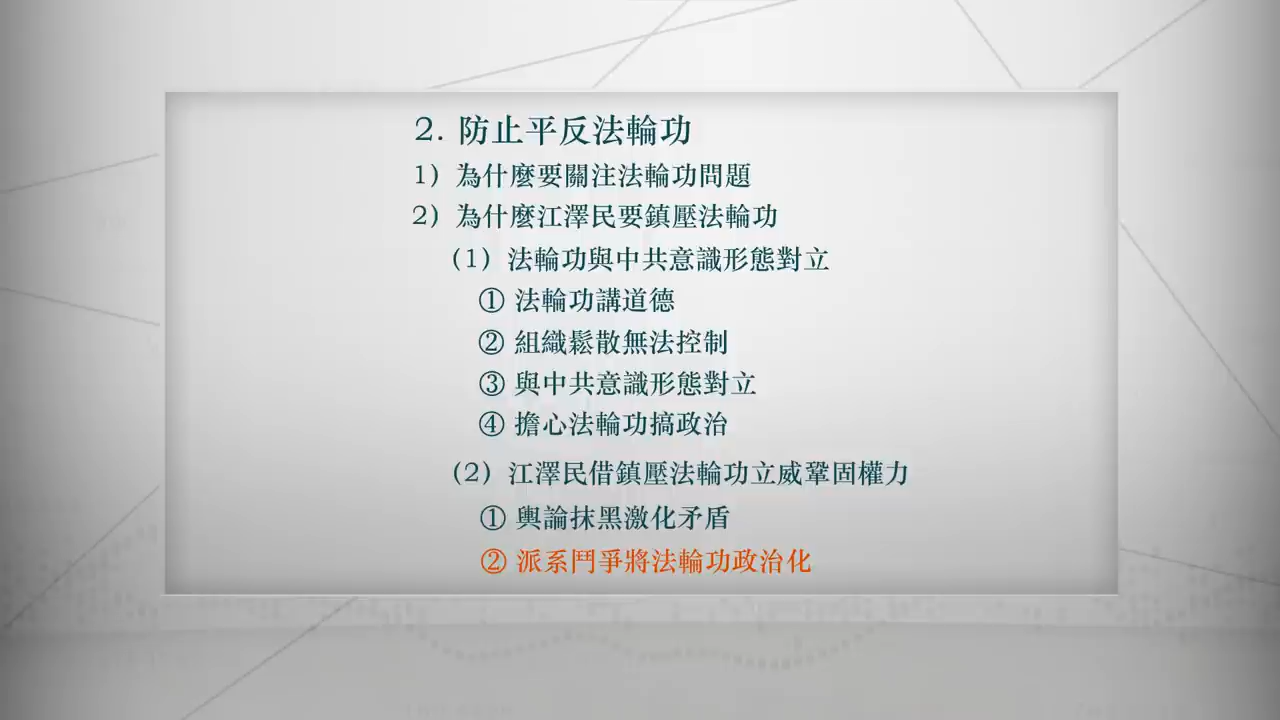 2. 防止平反法輪功
1）為什麼要關注法輪功問題
2）為什麼江澤民要鎮壓法輪功
（1）法輪功與中共意識形態對立
① 法輪功講道德
② 組織鬆散無法控制
③ 與中共意識形態對立
④ 擔心法輪功搞政治
（2）江澤民借鎮壓法輪功立威鞏固權力
① 輿論抹黑激化矛盾
② 派系鬥爭將法輪功政治化